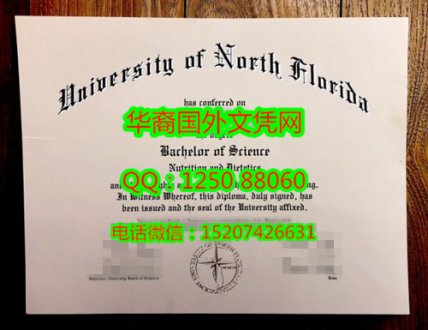 University of North Florida
has conferred on
华裔国外文凭网
Bachelor of Science
Nutrition and Dietetics
QQ：1250 88060
In Witness Whereof, this diploma, duly signed, has
been issued and the seal of the University affixed.
电话微信：15207426631